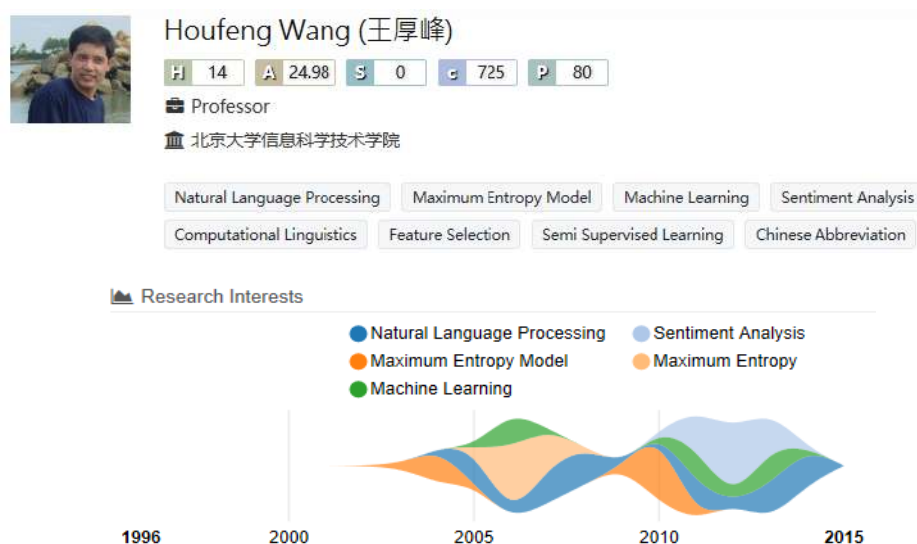 Houfeng Wang (王厚峰)
H 14 A 24.98 S 0 c 725 P 80
Professor
北京大学信息科学技术学院
Natural Language Processing Maximum Entropy Model Machine Learning Sentiment Analysis
Computational Linguistics Feature Selection Semi Supervised Learning Chinese Abbreviation
Research Interests
Natural Language Processing Sentiment Analysis
Maximum Entropy Model Maximum Entropy
Machine Learning
1996 2000 2005 2010 2015